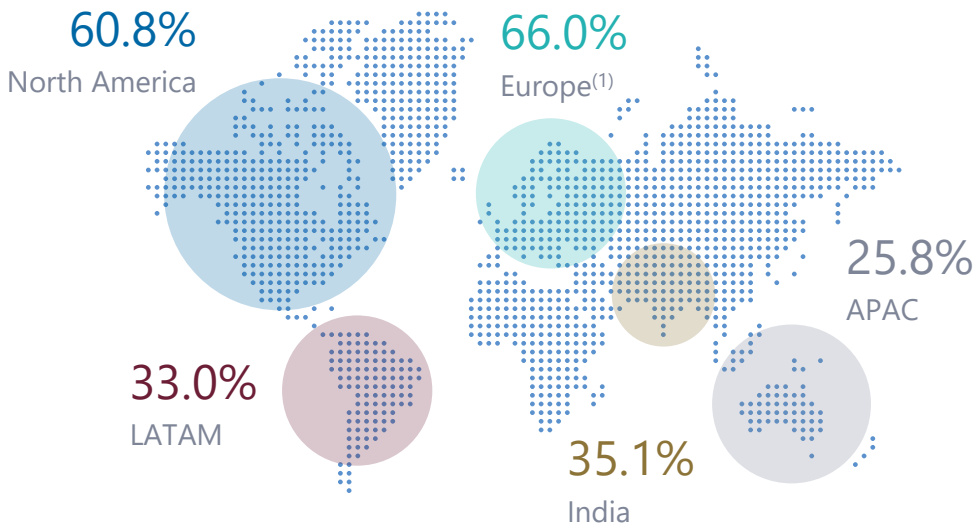 60.8%
North America
66.0%
Europe(1)
25.8%
APAC
33.0%
LATAM
35.1%
India